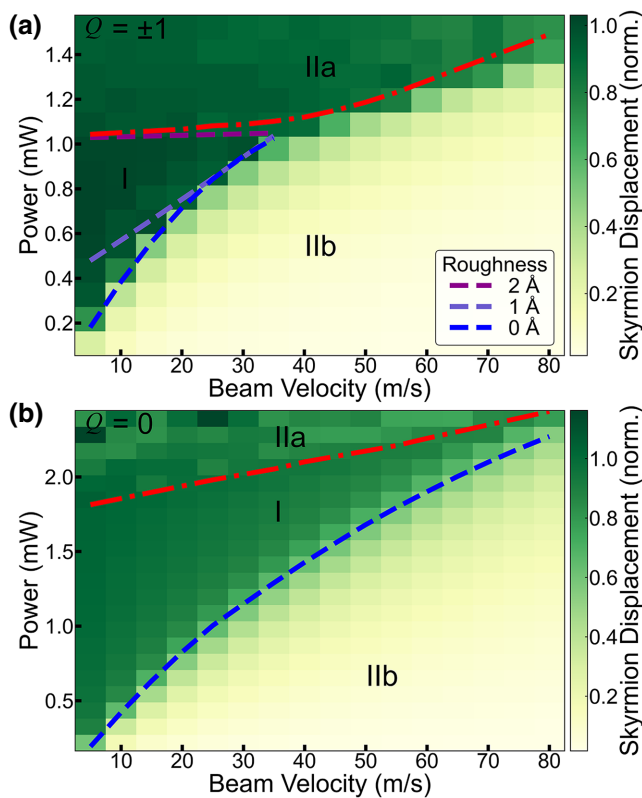 (a)
Q = ±1
IIa
I
IIb
Roughness
2 Å
1 Å
0 Å
1.4
1.2
1.0
0.8
0.6
0.4
0.2
Power (mW)
10 20 30 40 50 60 70 80
Beam Velocity (m/s)
1.0
0.8
0.6
0.4
0.2
Skyrmion Displacement (norm.)
(b)
Q = 0
IIa
I
IIb
2.0
1.5
1.0
0.5
Power (mW)
10 20 30 40 50 60 70 80
Beam Velocity (m/s)
1.0
0.8
0.6
0.4
0.2
Skyrmion Displacement (norm.)